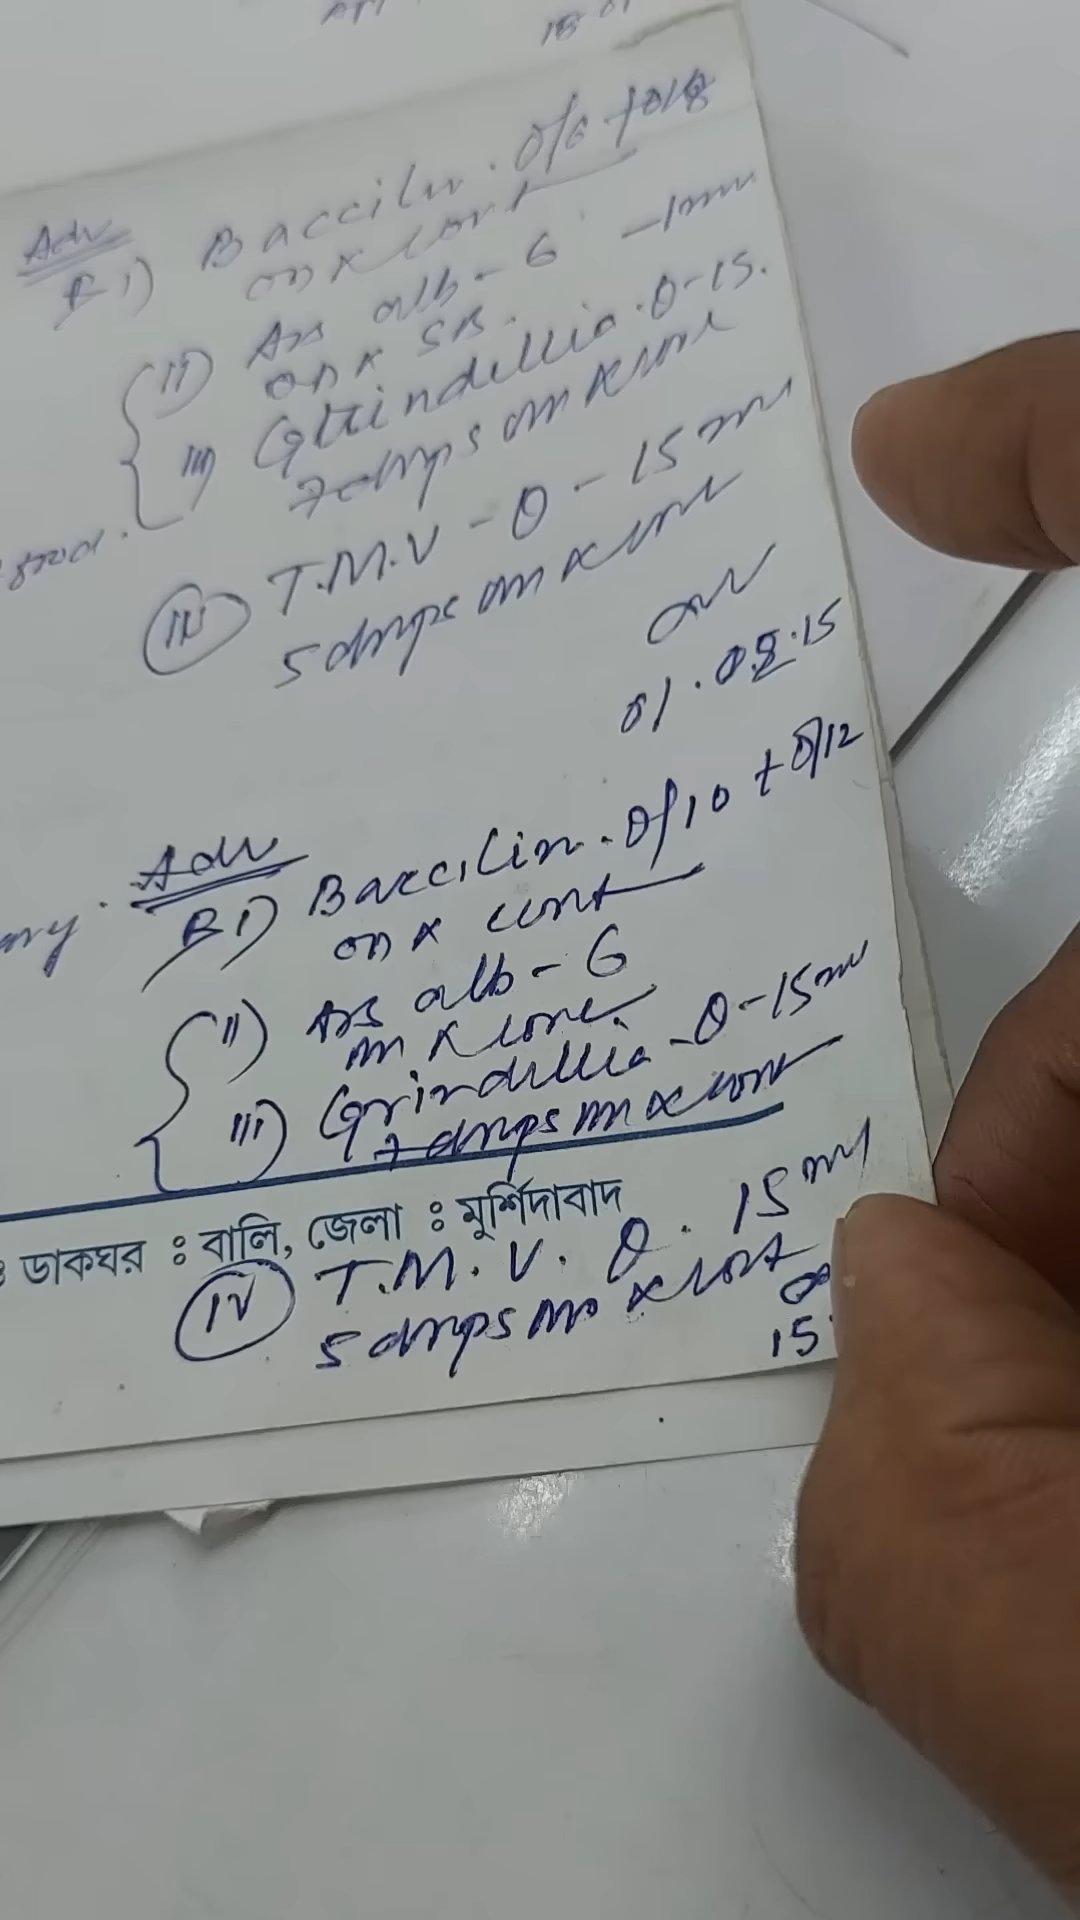 Adv
R i) Baccilin . 0/6 + 0/8
on x cont
{ ii) Ars alb - 6 - 1
on x SB.
iii) Grindillia . θ - 15.
7 drops on x cont
(iv) T.M.V - θ - 15 ml
5 drops on x cont
01.08.15
Adv
R i) Baccilin . 0/10 + 0/12
on x cont
{ ii) Ars alb - 6
on x cont
iii) Grindillia - θ - 15 ml
7 drops on x cont
ডাকঘর ঃ বালি, জেলা ঃ মুর্শিদাবাদ
(iv) T.M.V. θ . 15 ml
5 drops on x cont
15.